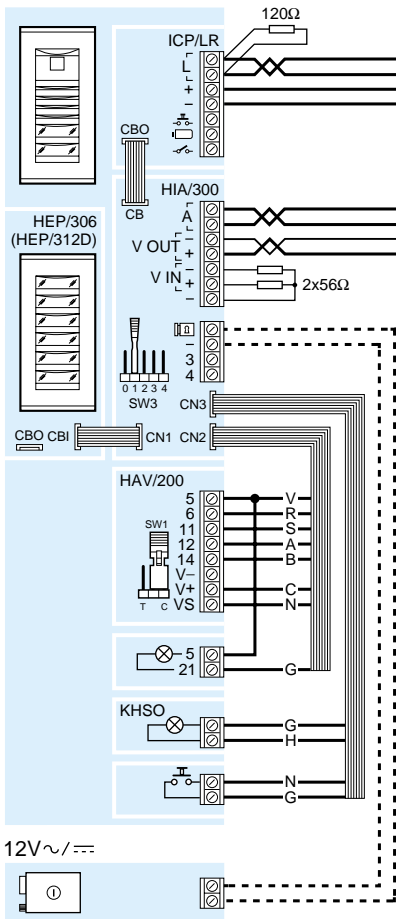 120Ω
ICP/LR
L
+
–
CBO
CB
HIA/300
A
–
V OUT
+
–
V IN
+
–
2x56Ω
HEP/306
(HEP/312D)
–
3
4
0 1 2 3 4
SW3
CN3
CBO CBI
CN1
CN2
HAV/200
5
V
6
R
SW1
11
S
12
A
14
B
V–
V+
C
T C
VS
N
5
21
G
KHSO
G
H
N
G
12V~/⎓